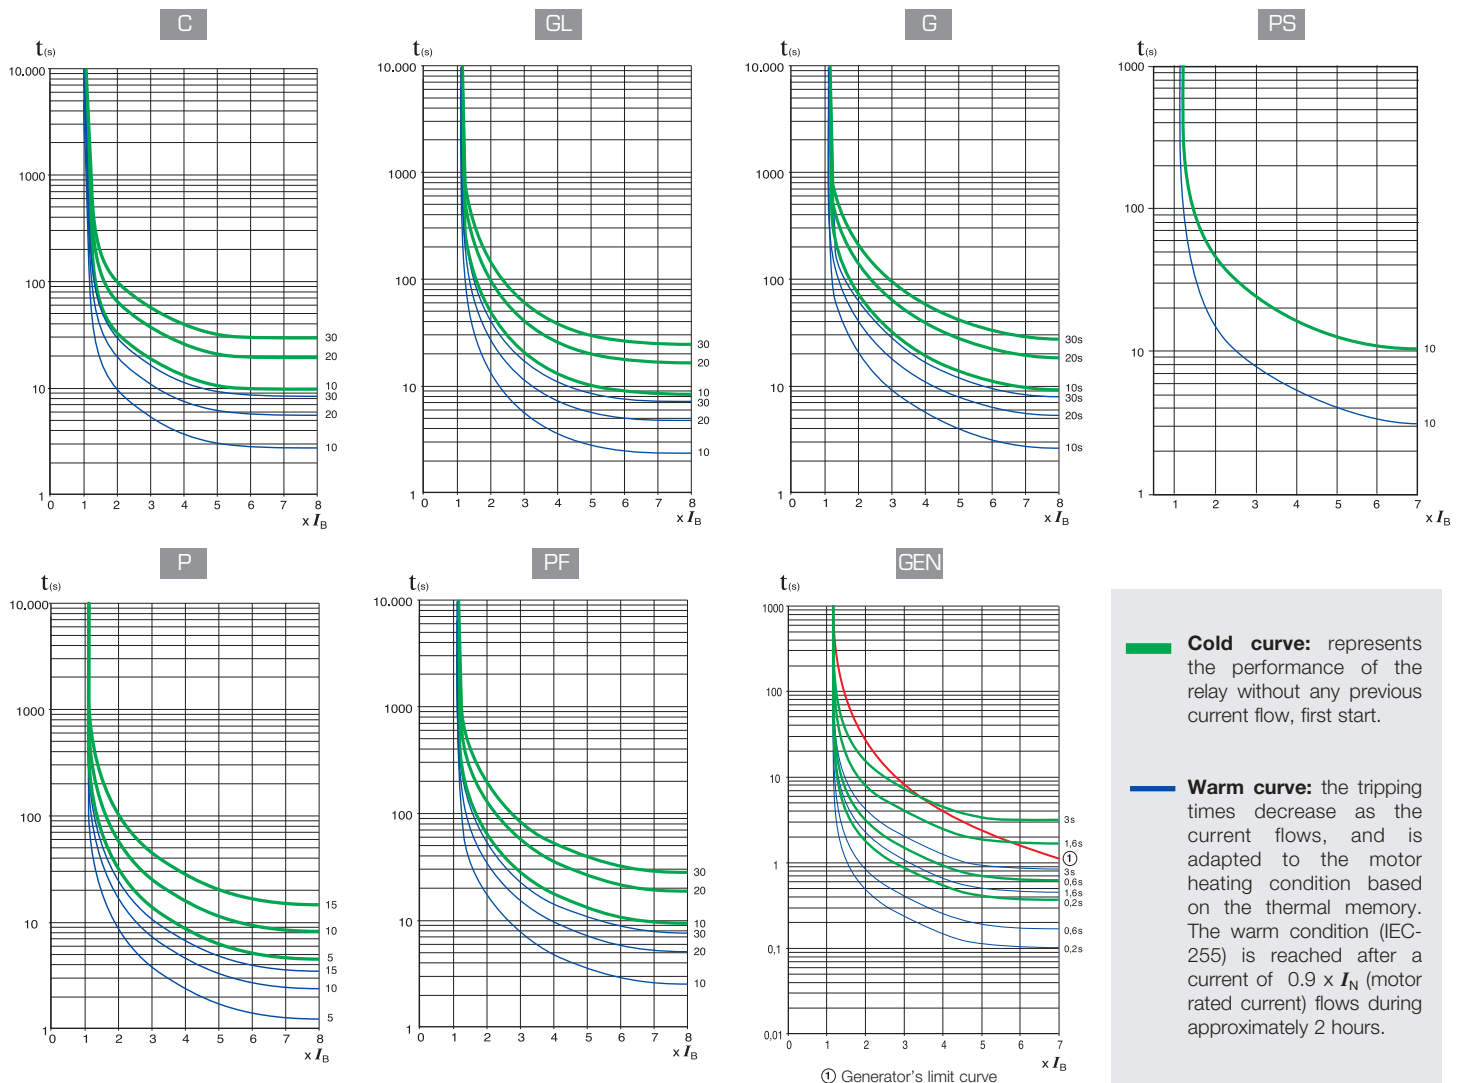 C
t(s)
10.000
1000
100
10
1
0 1 2 3 4 5 6 7 8
x IB
30
20
10
30
20
10
GL
t(s)
10.000
1000
100
10
1
0 1 2 3 4 5 6 7 8
x IB
30
20
10
30
20
10
G
t(s)
10.000
1000
100
10
1
0 1 2 3 4 5 6 7 8
x IB
30s
20s
10s
30s
20s
10s
PS
t(s)
1000
100
10
1
1 2 3 4 5 6 7
x IB
10
10
P
t(s)
10.000
1000
100
10
1
0 1 2 3 4 5 6 7 8
x IB
15
10
5
15
10
5
PF
t(s)
10.000
1000
100
10
1
0 1 2 3 4 5 6 7 8
x IB
30
20
10
30
20
10
GEN
t(s)
1000
100
10
1
0,1
0,01
0 1 2 3 4 5 6 7
x IB
3s
1,6s
①
3s
0,6s
1,6s
0,2s
0,6s
0,2s
① Generator's limit curve
Cold curve: represents
the performance of the
relay without any previous
current flow, first start.
Warm curve: the tripping
times decrease as the
current flows, and is
adapted to the motor
heating condition based
on the thermal memory.
The warm condition (IEC-
255) is reached after a
current of 0.9 x IN (motor
rated current) flows during
approximately 2 hours.